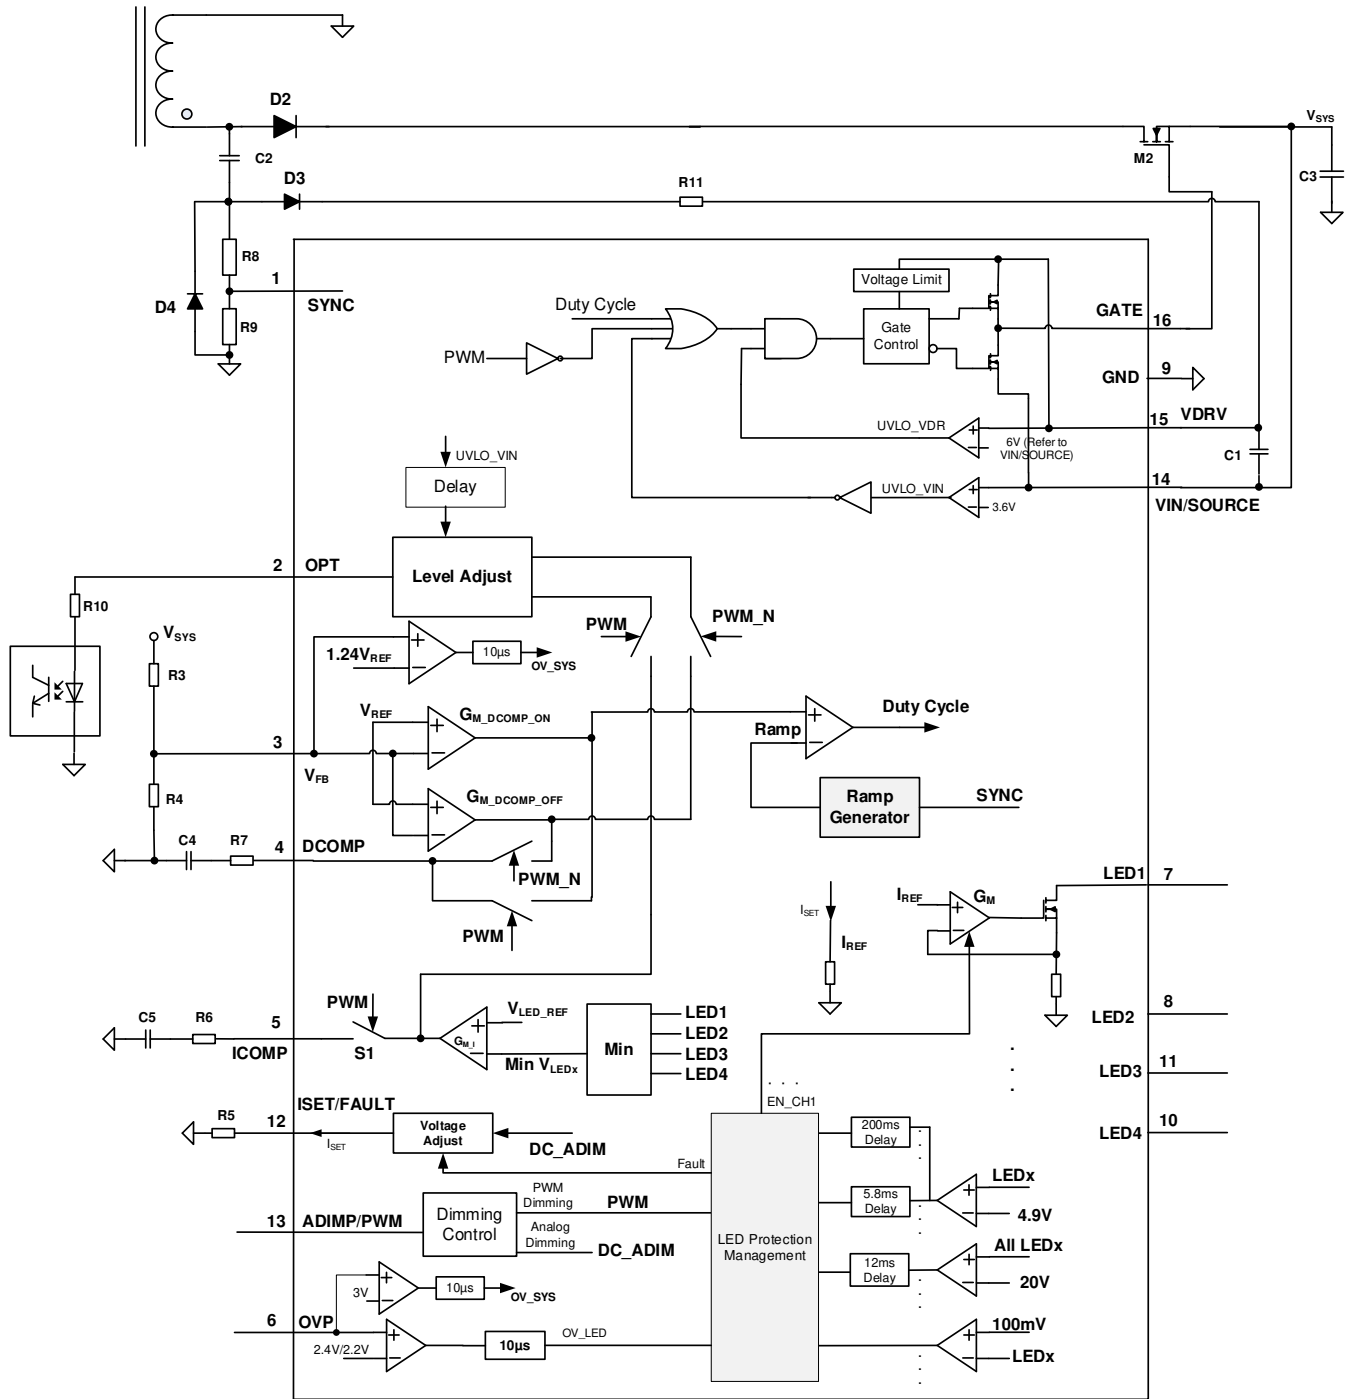 D2
C2
D3
R11
M2
VSYS
C3
R8
1
SYNC
D4
R9
Voltage Limit
Duty Cycle
PWM
Gate
Control
GATE
16
9
GND
15
VDRV
UVLO_VDR
6V (Refer to
VIN/SOURCE)
C1
UVLO_VIN
3.6V
14
VIN/SOURCE
UVLO_VIN
Delay
2
OPT
Level Adjust
R10
VSYS
R3
1.24VREF
10µs
OV_SYS
PWM
PWM_N
VREF
GM_DCOMP_ON
3
VFB
R4
GM_DCOMP_OFF
Ramp
Duty Cycle
Ramp
Generator
SYNC
C4
R7
4
DCOMP
PWM_N
PWM
ISET
IREF
IREF
GM
LED1
7
8
LED2
11
LED3
10
LED4
C5
R6
5
ICOMP
PWM
S1
GM_I
VLED_REF
Min VLEDx
Min
LED1
LED2
LED3
LED4
. . .
EN_CH1
R5
12
ISET/FAULT
ISET
Voltage
Adjust
DC_ADIM
Fault
200ms
Delay
5.8ms
Delay
LEDx
4.9V
13
ADIMP/PWM
Dimming
Control
PWM
Dimming
PWM
Analog
Dimming
DC_ADIM
LED Protection
Management
12ms
Delay
All LEDx
20V
3V
10µs
OV_SYS
6
OVP
2.4V/2.2V
10µs
OV_LED
100mV
LEDx